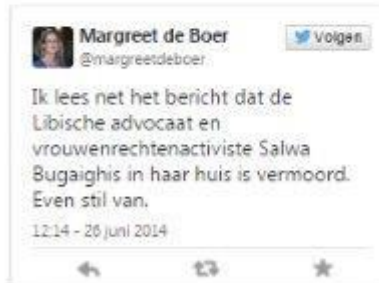 Margreet de Boer
Volgen
@margreetdeboer
Ik lees net het bericht dat de
Libische advocaat en
vrouwenrechtenactiviste Salwa
Bugaighis in haar huis is vermoord.
Even stil van.
12:14 - 26 juni 2014